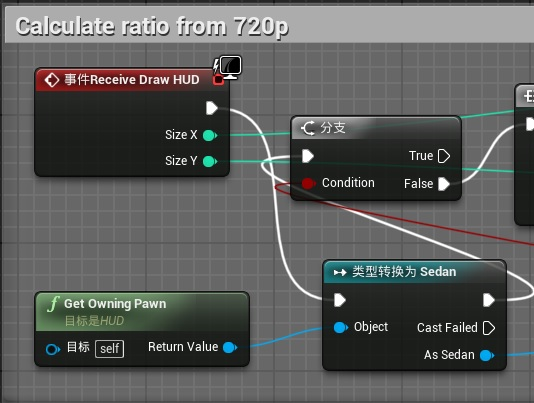 Calculate ratio from 720p
事件Receive Draw HUD
Size X
Size Y
分支
True
Condition
False
类型转换为 Sedan
Object
Cast Failed
As Sedan
Get Owning Pawn
目标是HUD
目标 self
Return Value